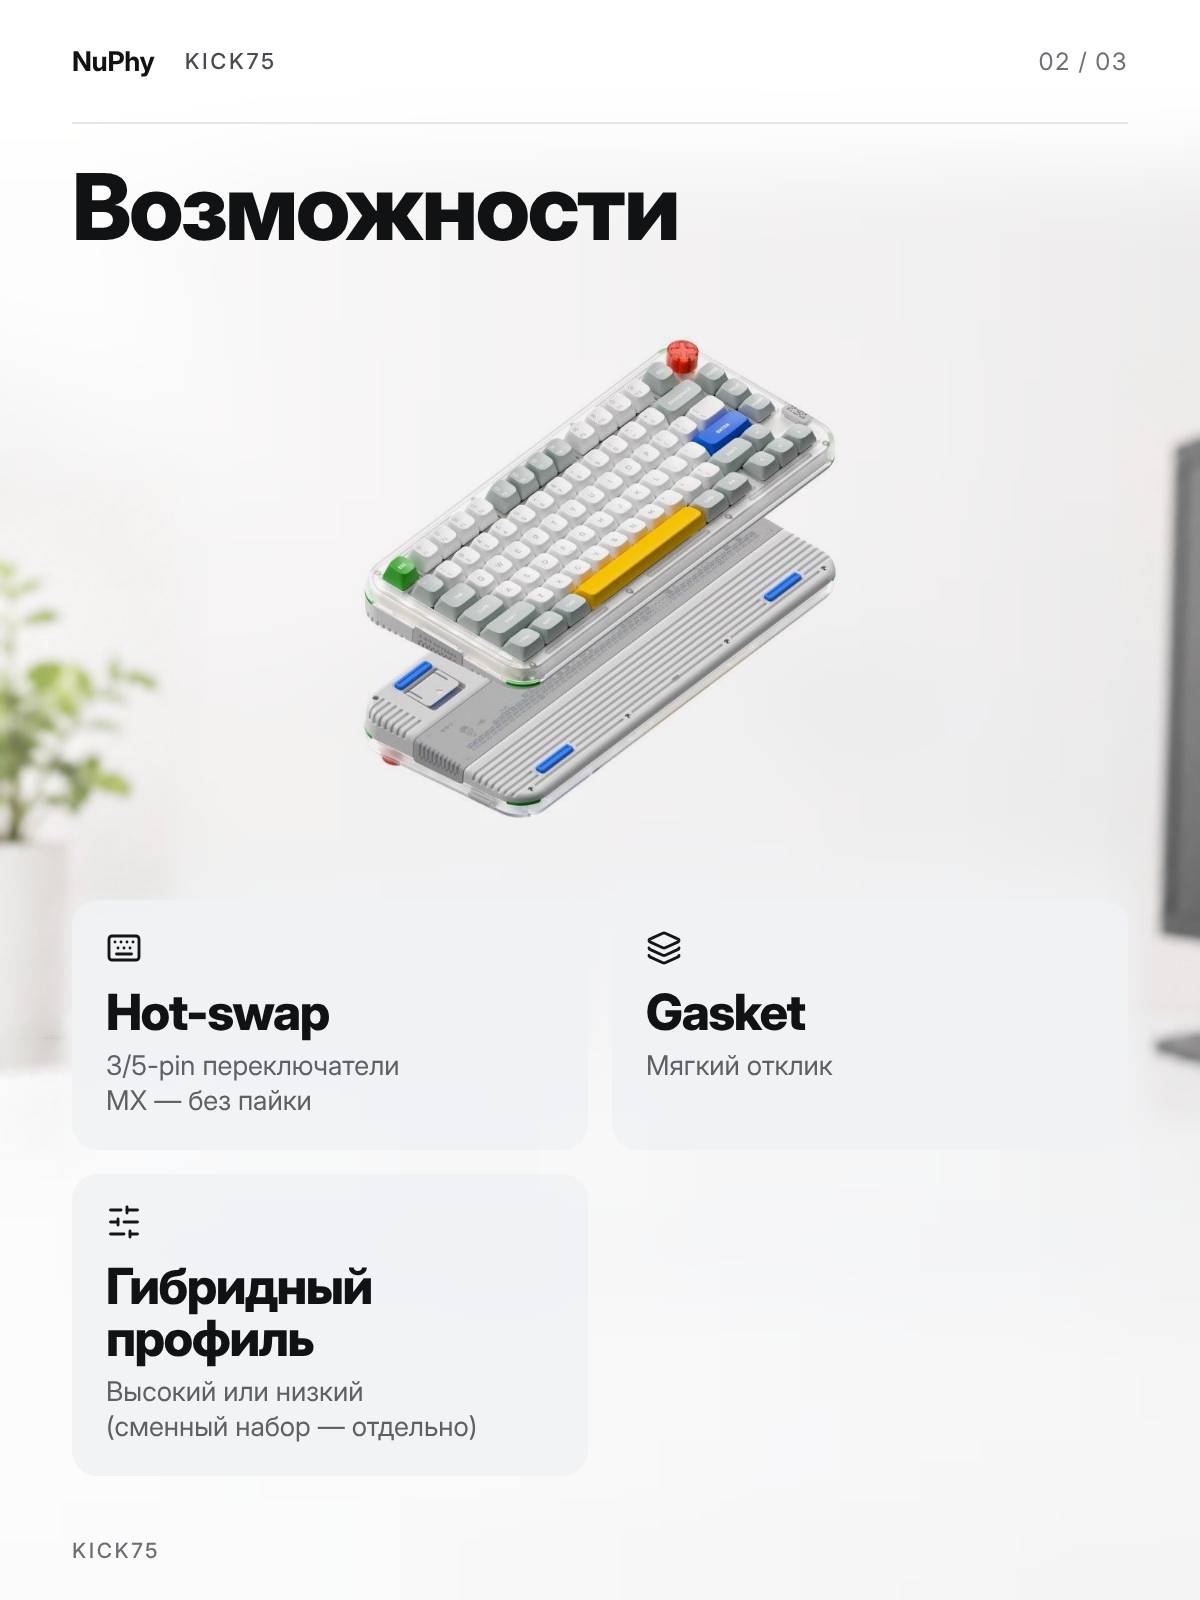 NuPhy KICK75 02 / 03
Возможности
Hot-swap
3/5-pin переключатели
MX — без пайки
Gasket
Мягкий отклик
Гибридный
профиль
Высокий или низкий
(сменный набор — отдельно)
KICK75